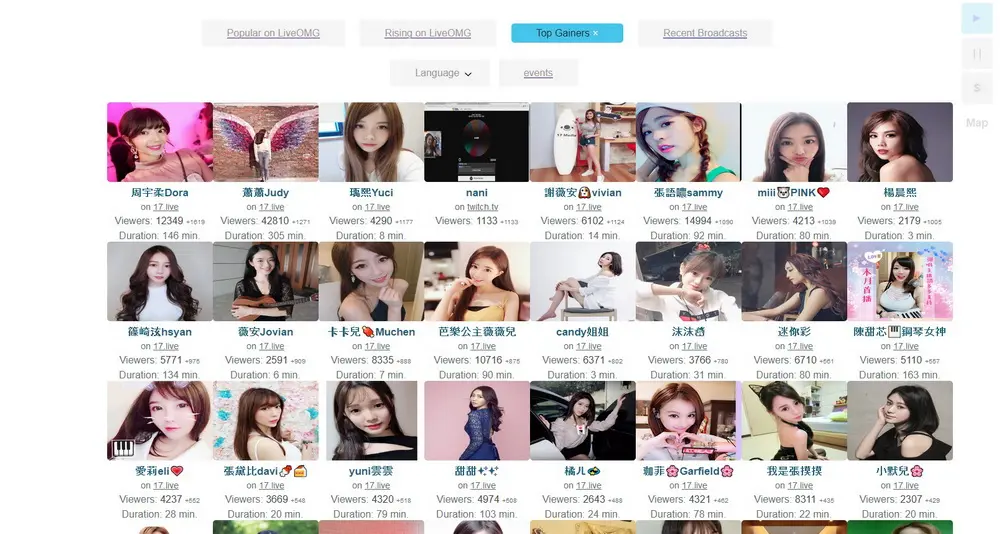 Popular on LiveOMG
Rising on LiveOMG
Top Gainers ×
Recent Broadcasts
Language
events
$
Map
周宇柔Dora
on 17.live
Viewers: 12349 +1619
Duration: 146 min.
蕭蕭Judy
on 17.live
Viewers: 42810 +1271
Duration: 305 min.
瑀熙Yuci
on 17.live
Viewers: 4290 +1177
Duration: 8 min.
nani
on twitch.tv
Viewers: 1133 +1133
謝薇安🐶vivian
on 17.live
Viewers: 6102 +1124
Duration: 14 min.
sammy
on 17.live
Viewers: 14994 +1090
Duration: 92 min.
miii🐷PINK❤️
on 17.live
Viewers: 4213 +1038
Duration: 80 min.
楊晨熙
on 17.live
Viewers: 2179 +1005
Duration: 3 min.
篠崎泫hsyan
on 17.live
Viewers: 5771 +975
Duration: 134 min.
薇安Jovian
on 17.live
Viewers: 2591 +909
Duration: 6 min.
卡卡兒Muchen
on 17.live
Viewers: 8335 +888
Duration: 7 min.
芭樂公主薇薇兒
on 17.live
Viewers: 10716 +875
Duration: 90 min.
candy姐姐
on 17.live
Viewers: 6371 +802
Duration: 3 min.
沫沫
on 17.live
Viewers: 3766 +780
Duration: 31 min.
迷你彩
on 17.live
Viewers: 6710 +661
Duration: 80 min.
陳甜芯🎹鋼琴女神
on 17.live
Viewers: 5110 +567
Duration: 163 min.
愛莉eli💗
on 17.live
Viewers: 4237 +552
Duration: 28 min.
張黛比davi
on 17.live
Viewers: 3669 +548
Duration: 20 min.
yuni雲雲
on 17.live
Viewers: 4320 +518
Duration: 79 min.
甜甜
on 17.live
Viewers: 4974 +508
Duration: 103 min.
橘ㄦ
on 17.live
Viewers: 2643 +488
Duration: 24 min.
咖菲🌸Garfield🌸
on 17.live
Viewers: 4321 +462
Duration: 78 min.
我是張摸摸
on 17.live
Viewers: 8311 +435
Duration: 22 min.
小默兒🌸
on 17.live
Viewers: 2307 +429
Duration: 20 min.